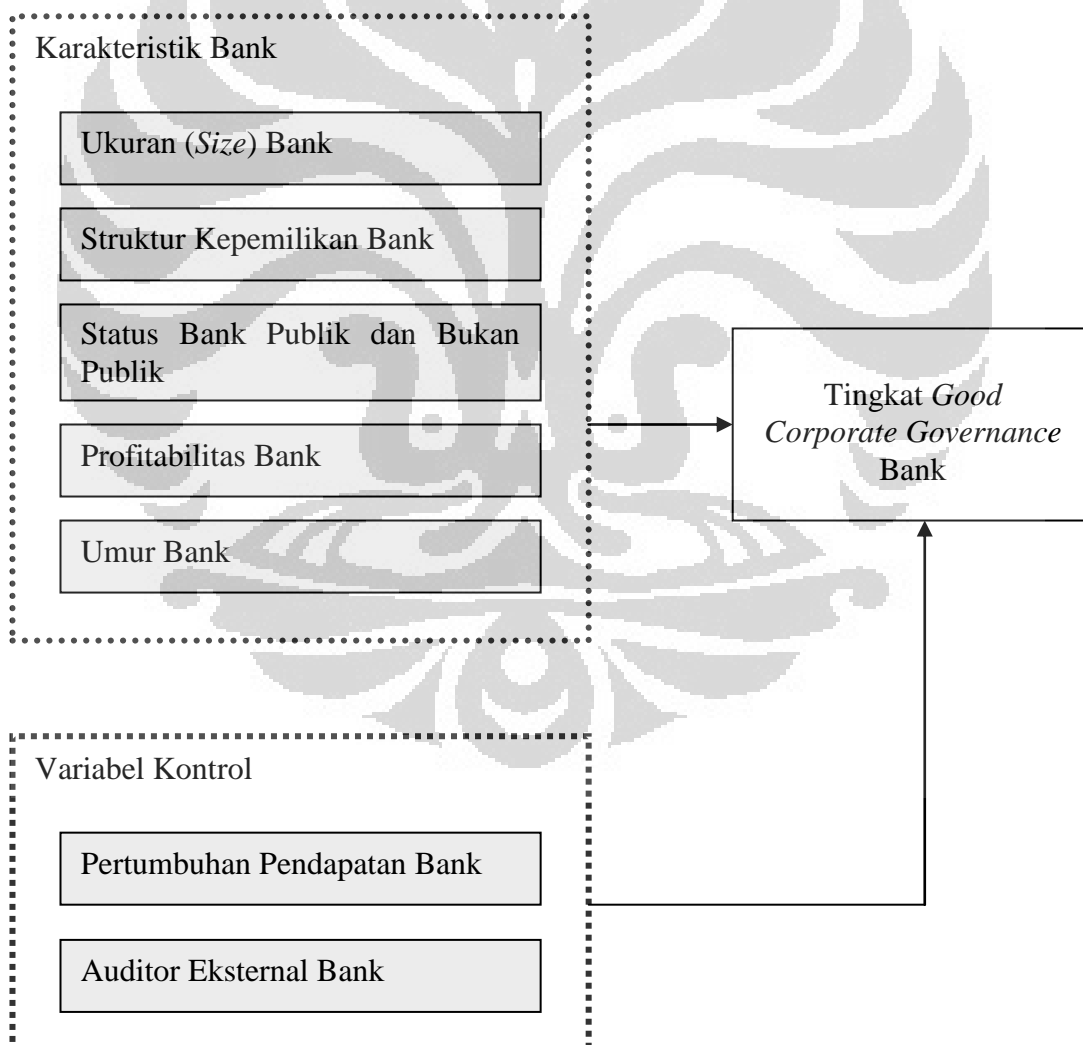 Karakteristik Bank
Ukuran (Size) Bank
Struktur Kepemilikan Bank
Status Bank Publik dan Bukan
Publik
Profitabilitas Bank
Umur Bank
Tingkat Good
Corporate Governance
Bank
Variabel Kontrol
Pertumbuhan Pendapatan Bank
Auditor Eksternal Bank